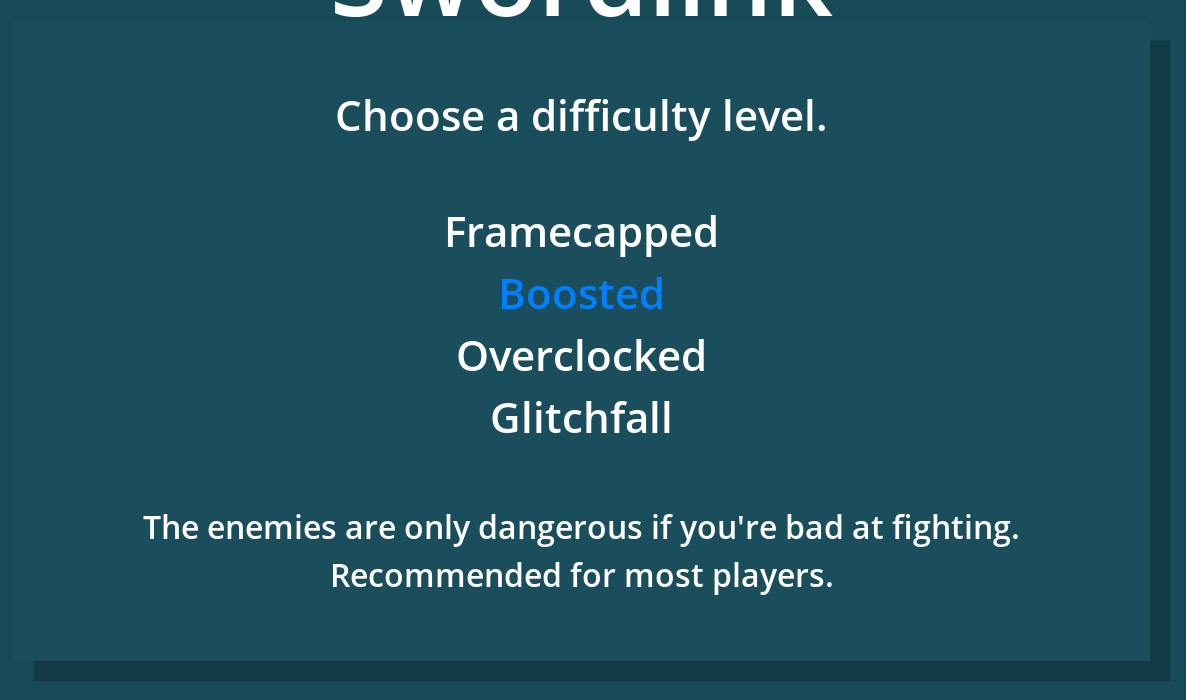 Swordlink
Choose a difficulty level.
Framecapped
Boosted
Overclocked
Glitchfall
The enemies are only dangerous if you're bad at fighting.
Recommended for most players.